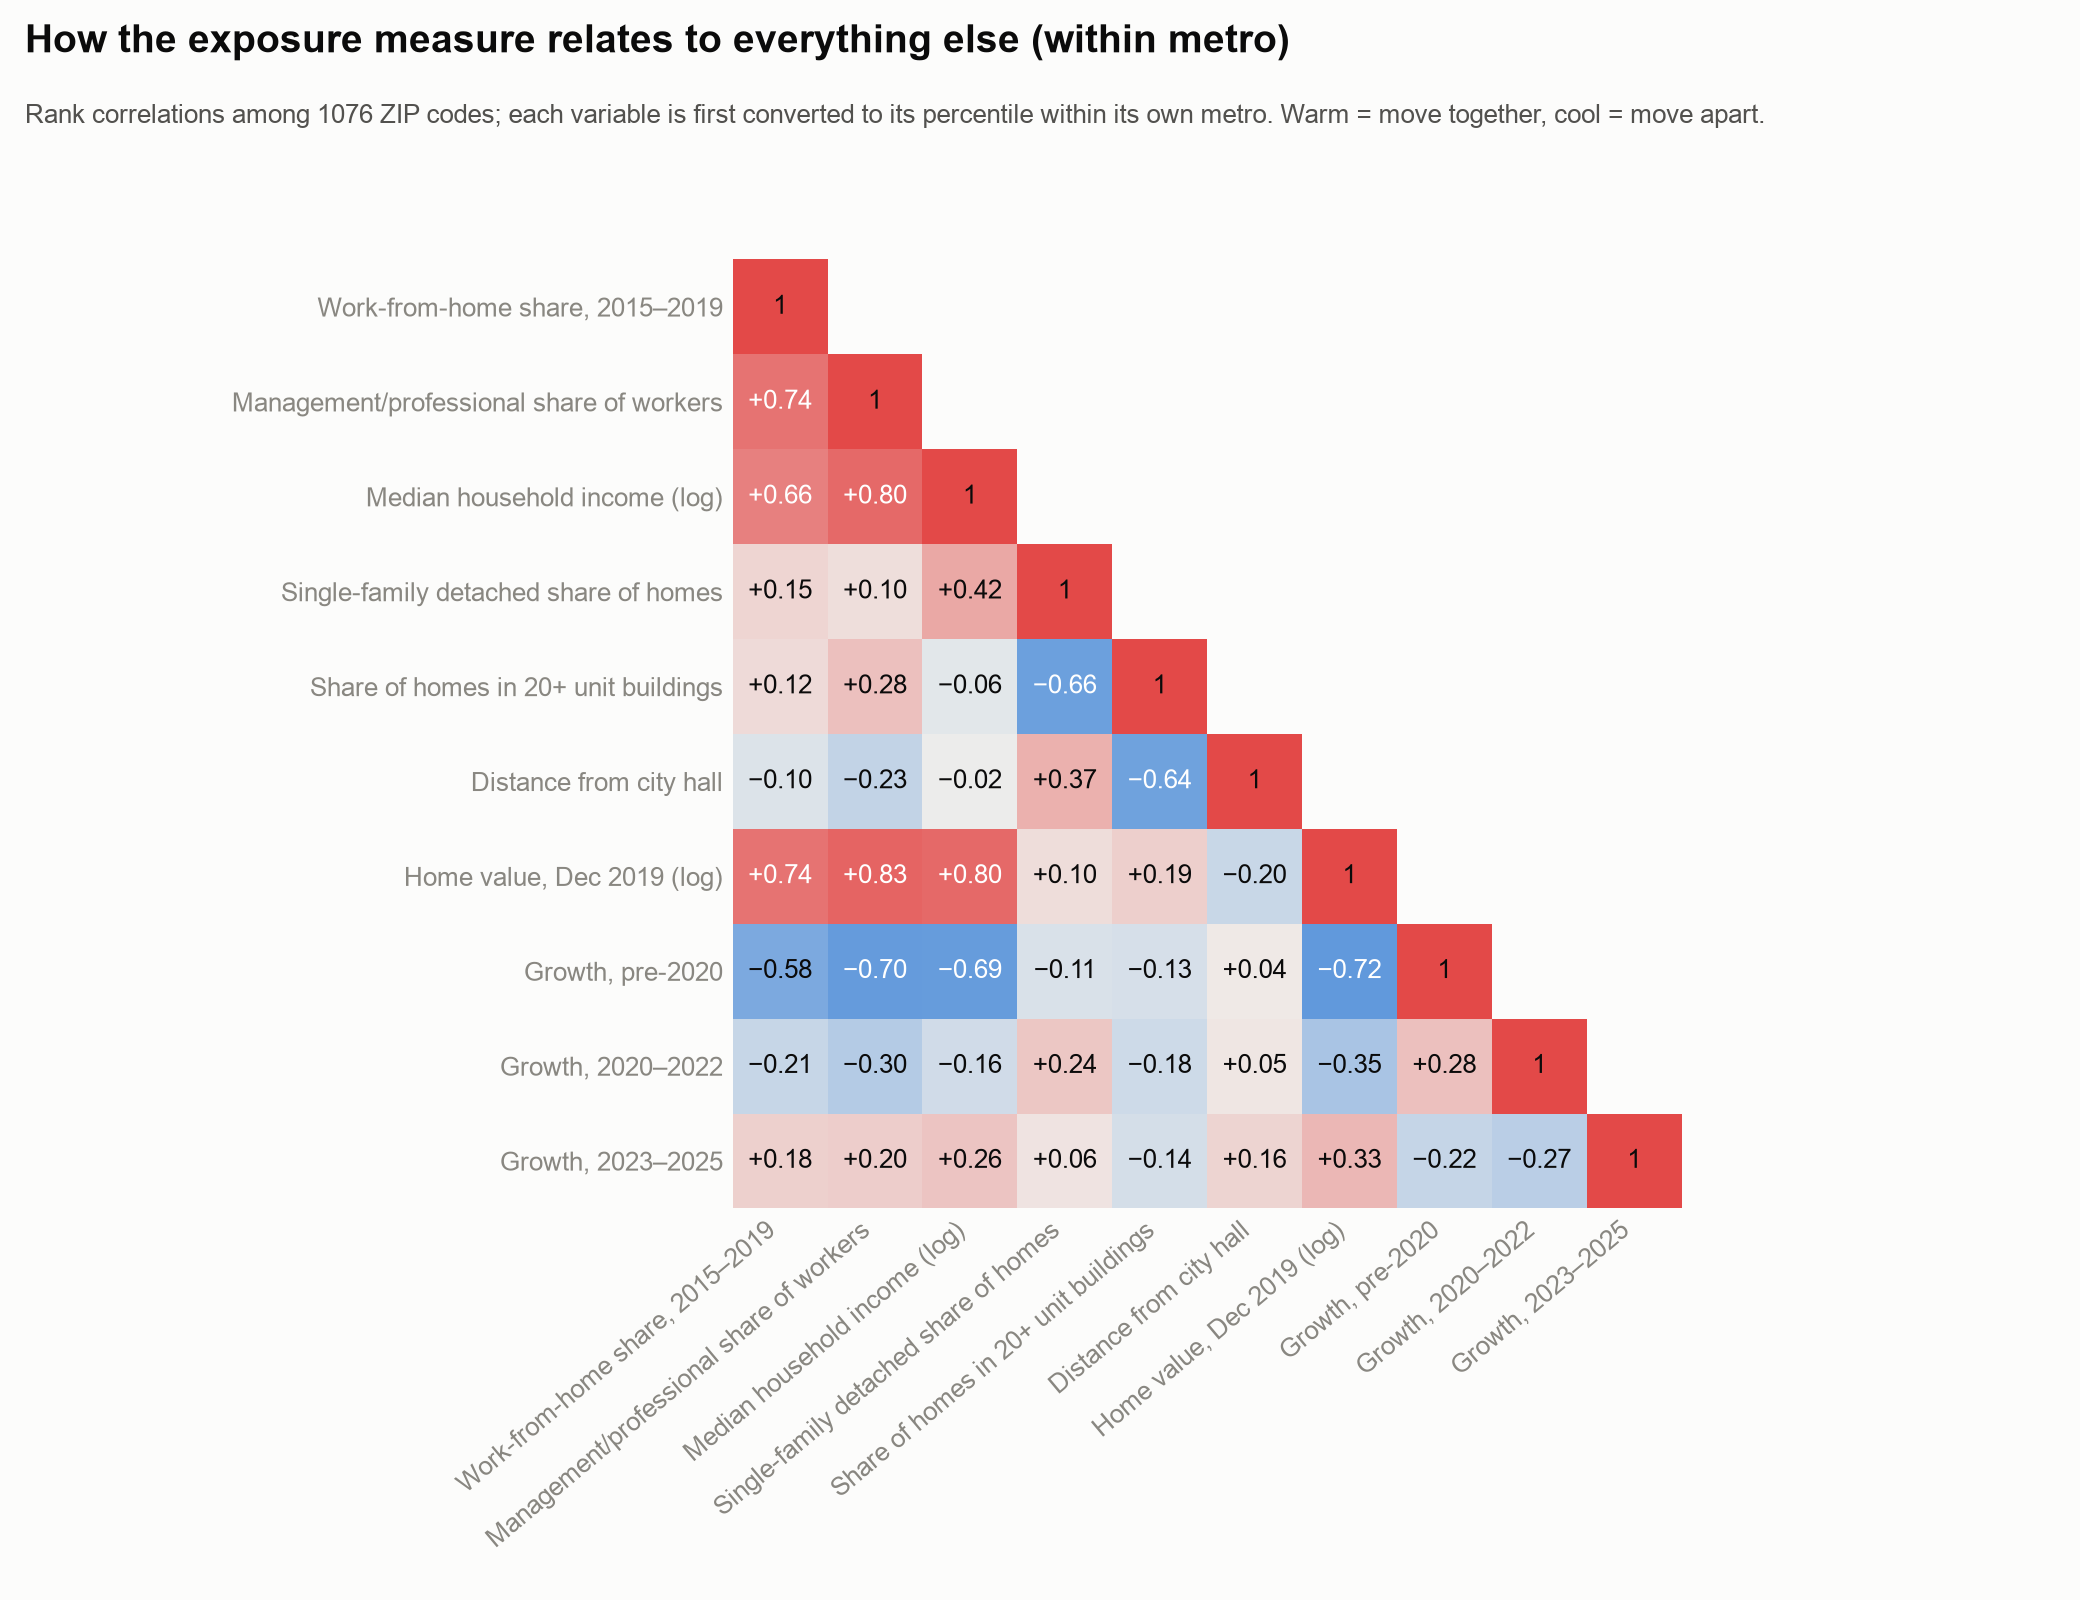 How the exposure measure relates to everything else (within metro)
Rank correlations among 1076 ZIP codes; each variable is first converted to its percentile within its own metro. Warm = move together, cool = move apart.
Work-from-home share, 2015–2019 1
Management/professional share of workers +0.74 1
Median household income (log) +0.66 +0.80 1
Single-family detached share of homes +0.15 +0.10 +0.42 1
Share of homes in 20+ unit buildings +0.12 +0.28 −0.06 −0.66 1
Distance from city hall −0.10 −0.23 −0.02 +0.37 −0.64 1
Home value, Dec 2019 (log) +0.74 +0.83 +0.80 +0.10 +0.19 −0.20 1
Growth, pre-2020 −0.58 −0.70 −0.69 −0.11 −0.13 +0.04 −0.72 1
Growth, 2020–2022 −0.21 −0.30 −0.16 +0.24 −0.18 +0.05 −0.35 +0.28 1
Growth, 2023–2025 +0.18 +0.20 +0.26 +0.06 −0.14 +0.16 +0.33 −0.22 −0.27 1
Work-from-home share, 2015–2019
Management/professional share of workers
Median household income (log)
Single-family detached share of homes
Share of homes in 20+ unit buildings
Distance from city hall
Home value, Dec 2019 (log)
Growth, pre-2020
Growth, 2020–2022
Growth, 2023–2025